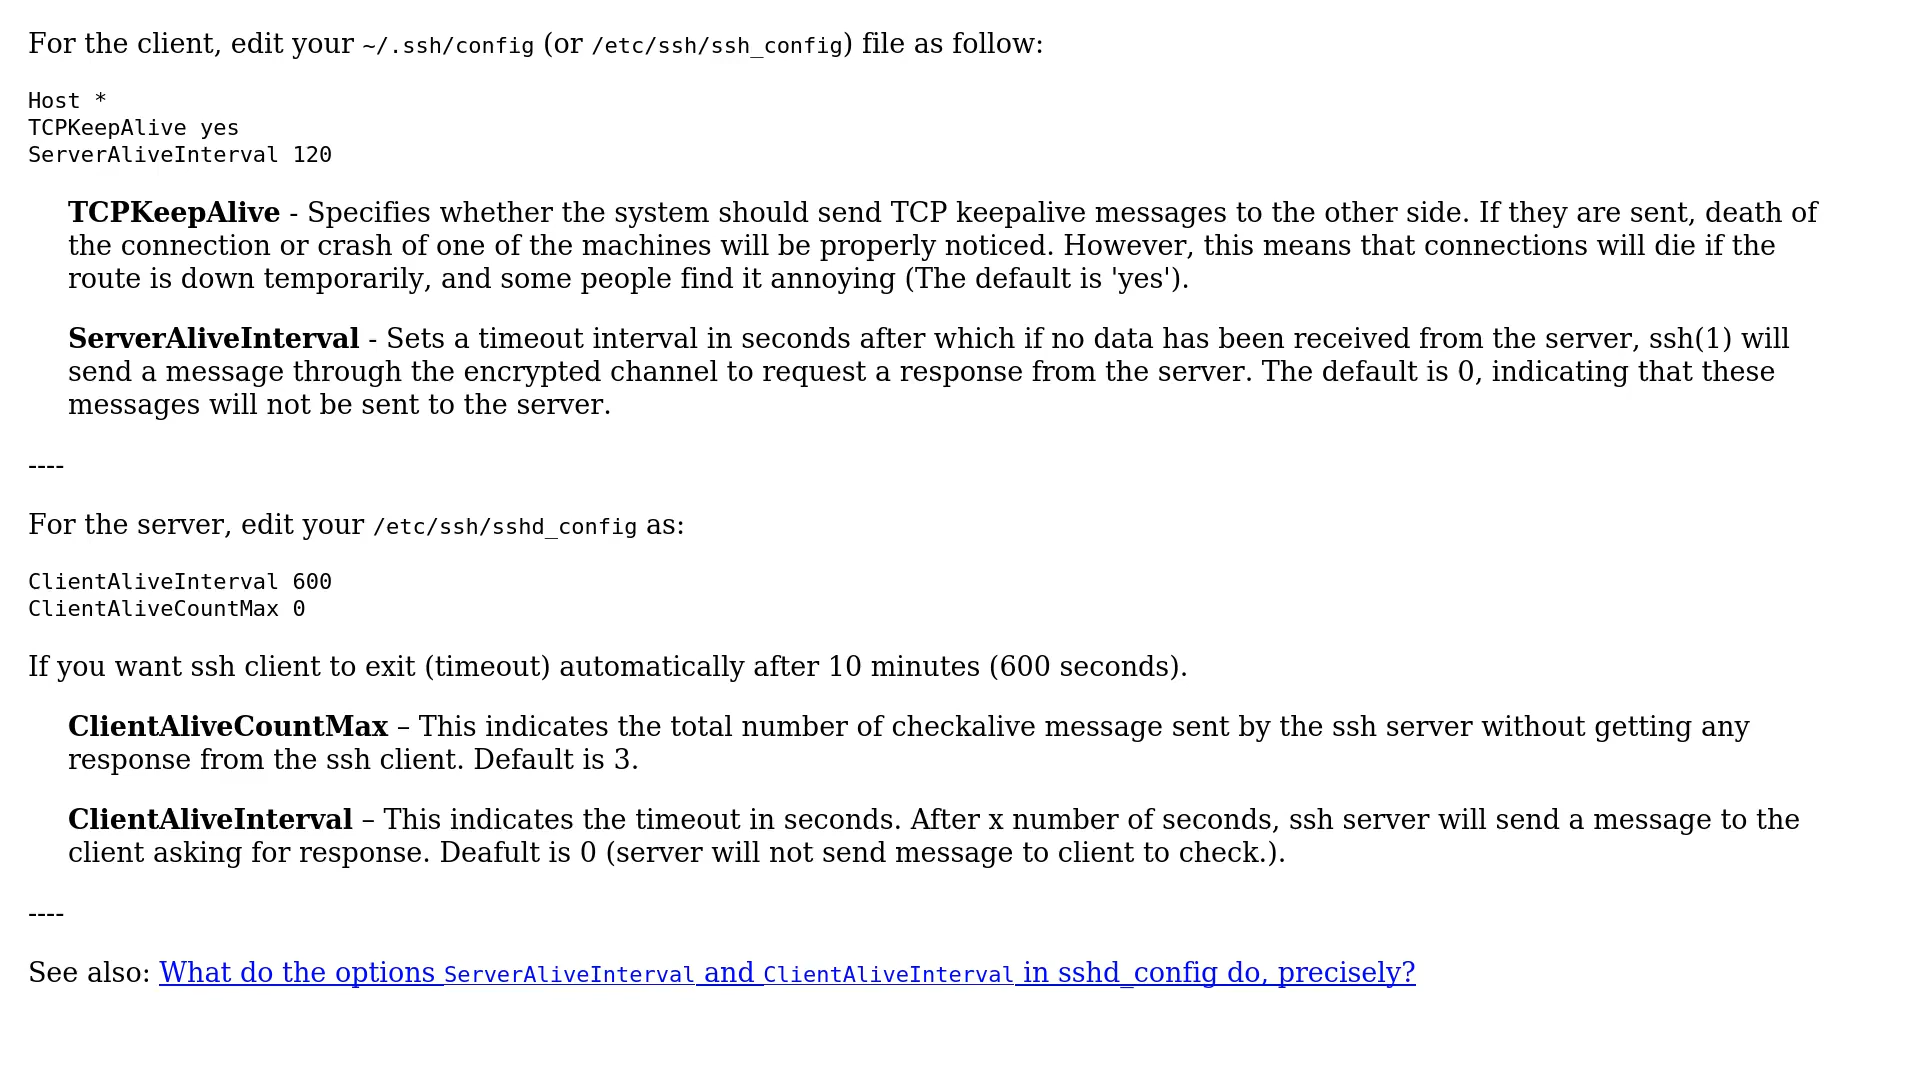 For the client, edit your ~/.ssh/config (or /etc/ssh/ssh_config) file as follow:
Host *
TCPKeepAlive yes
ServerAliveInterval 120
TCPKeepAlive - Specifies whether the system should send TCP keepalive messages to the other side. If they are sent, death of
the connection or crash of one of the machines will be properly noticed. However, this means that connections will die if the
route is down temporarily, and some people find it annoying (The default is 'yes').
ServerAliveInterval - Sets a timeout interval in seconds after which if no data has been received from the server, ssh(1) will
send a message through the encrypted channel to request a response from the server. The default is 0, indicating that these
messages will not be sent to the server.
----
For the server, edit your /etc/ssh/sshd_config as:
ClientAliveInterval 600
ClientAliveCountMax 0
If you want ssh client to exit (timeout) automatically after 10 minutes (600 seconds).
ClientAliveCountMax – This indicates the total number of checkalive message sent by the ssh server without getting any
response from the ssh client. Default is 3.
ClientAliveInterval – This indicates the timeout in seconds. After x number of seconds, ssh server will send a message to the
client asking for response. Deafult is 0 (server will not send message to client to check.).
----
See also: What do the options ServerAliveInterval and ClientAliveInterval in sshd_config do, precisely?